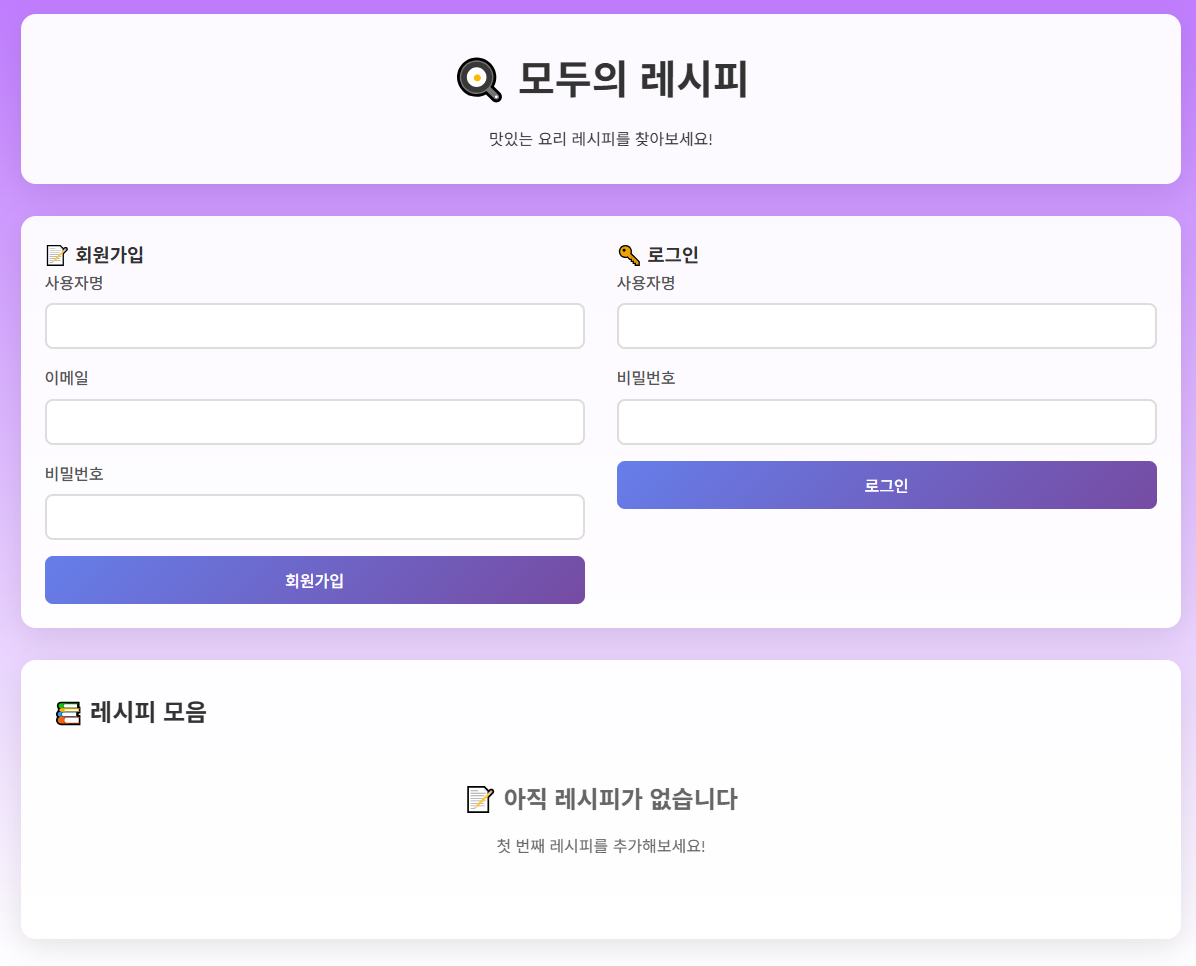 🍳 모두의 레시피
맛있는 요리 레시피를 찾아보세요!
📝 회원가입
사용자명
이메일
비밀번호
회원가입
🔑 로그인
사용자명
비밀번호
로그인
📚 레시피 모음
📝 아직 레시피가 없습니다
첫 번째 레시피를 추가해보세요!